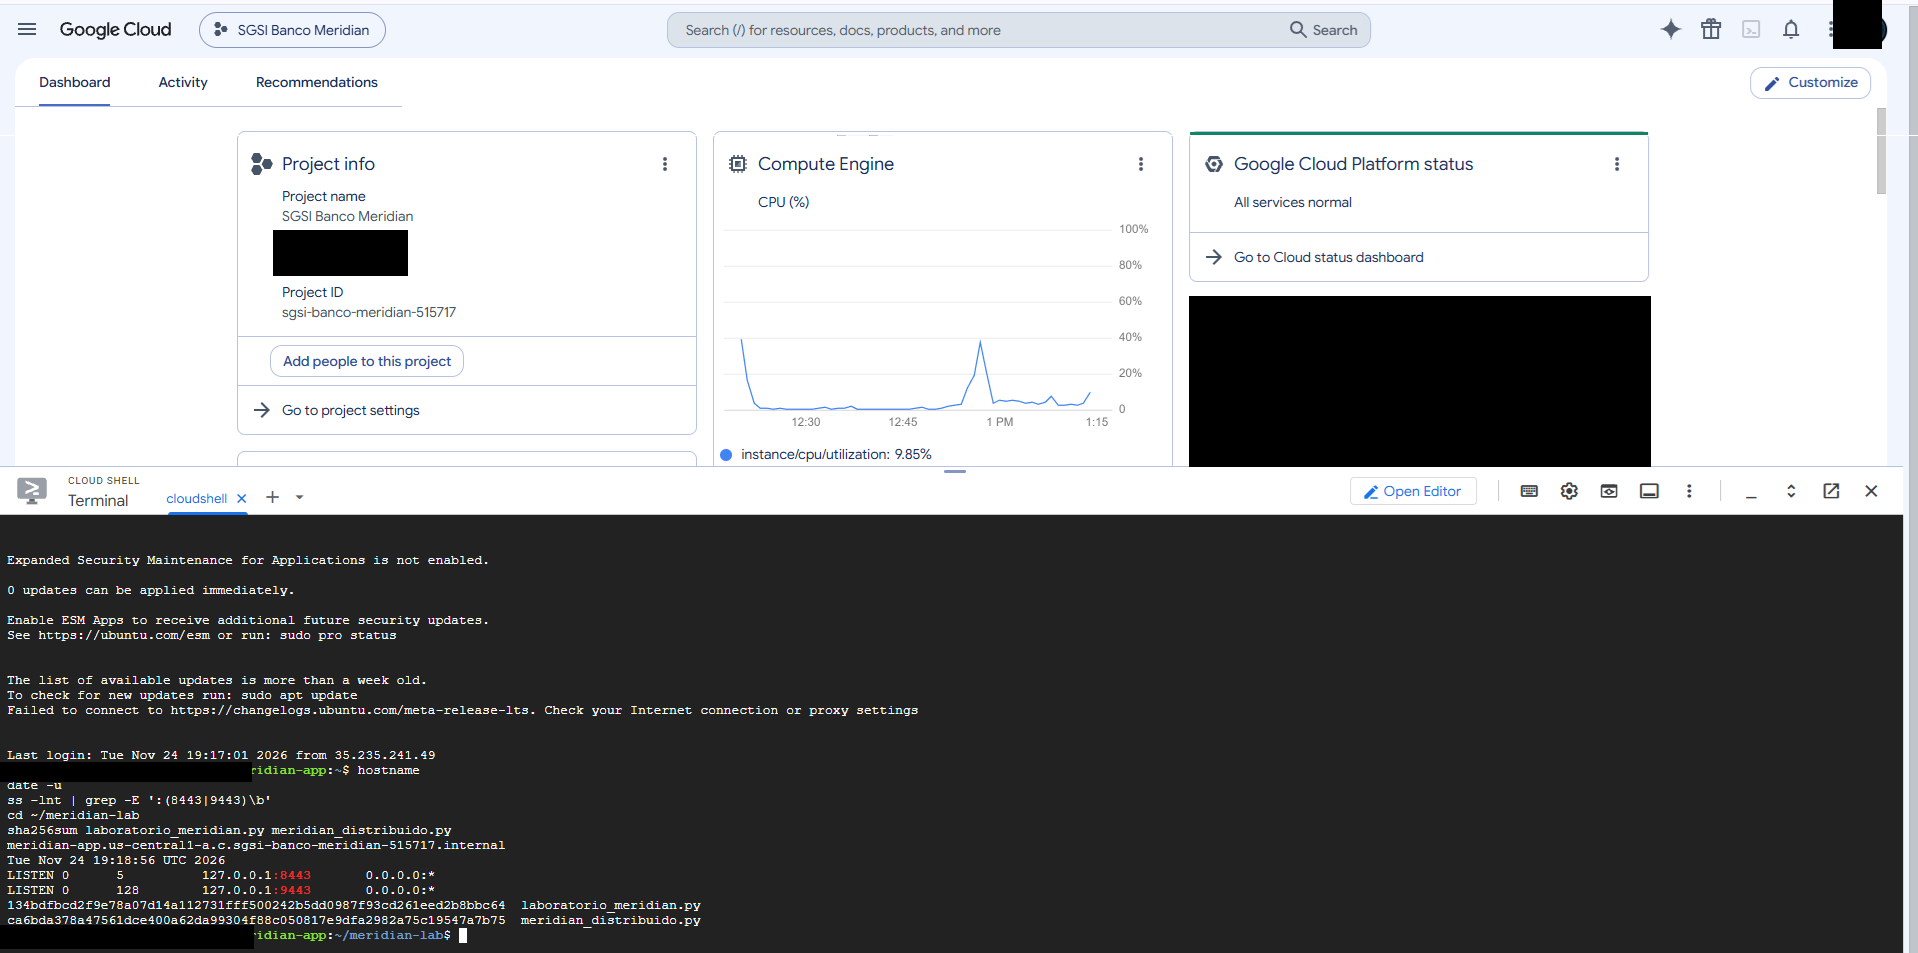 Google Cloud
SGSI Banco Meridian
Search (/) for resources, docs, products, and more
Search
Dashboard
Activity
Recommendations
Customize
Project info
Project name
SGSI Banco Meridian
Project ID
sgsi-banco-meridian-515717
Add people to this project
Go to project settings
Compute Engine
CPU (%)
100%
80%
60%
40%
20%
0
12:30
12:45
1 PM
1:15
instance/cpu/utilization: 9.85%
Google Cloud Platform status
All services normal
Go to Cloud status dashboard
CLOUD SHELL
Terminal
cloudshell
Open Editor
Expanded Security Maintenance for Applications is not enabled.
0 updates can be applied immediately.
Enable ESM Apps to receive additional future security updates.
See https://ubuntu.com/esm or run: sudo pro status
The list of available updates is more than a week old.
To check for new updates run: sudo apt update
Failed to connect to https://changelogs.ubuntu.com/meta-release-lts. Check your Internet connection or proxy settings
Last login: Tue Nov 24 19:17:01 2026 from 35.235.241.49
ridian-app:~$ hostname
date -u
ss -lnt | grep -E ':(8443|9443)\b'
cd ~/meridian-lab
sha256sum laboratorio_meridian.py meridian_distribuido.py
meridian-app.us-central1-a.c.sgsi-banco-meridian-515717.internal
Tue Nov 24 19:18:56 UTC 2026
LISTEN 0 5 127.0.0.1:8443 0.0.0.0:*
LISTEN 0 128 127.0.0.1:9443 0.0.0.0:*
134bdfbcd2f9e78a07d14a112731fff500242b5dd0987f93cd261eed2b8bbc64 laboratorio_meridian.py
ca6bda378a47561dce400a62da99304f88c050817e9dfa2982a75c19547a7b75 meridian_distribuido.py
ridian-app:~/meridian-lab$